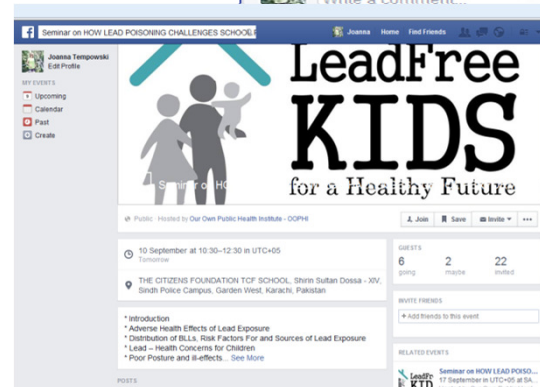 Write a comment...
Seminar on HOW LEAD POISONING CHALLENGES SCHOOL
Joanna Home Find Friends
Joanna Tempowski
Edit Profile
MY EVENTS
Upcoming
Calendar
Past
Create
LeadFree
KIDS
for a Healthy Future
Seminar on HO
Public · Hosted by Our Own Public Health Institute - OOPHI
Join Save Invite
10 September at 10:30–12:30 in UTC+05
Tomorrow
THE CITIZENS FOUNDATION TCF SCHOOL, Shirin Sultan Dossa - XIV,
Sindh Police Campus, Garden West, Karachi, Pakistan
* Introduction
* Adverse Health Effects of Lead Exposure
* Distribution of BLLs, Risk Factors For and Sources of Lead Exposure
* Lead – Health Concerns for Children
* Poor Posture and ill-effects... See More
POSTS
GUESTS
6 2 22
going maybe invited
INVITE FRIENDS
+ Add friends to this event
RELATED EVENTS
LeadFr
KID
Seminar on HOW LEAD POISO...
17 September in UTC+05 at SA...